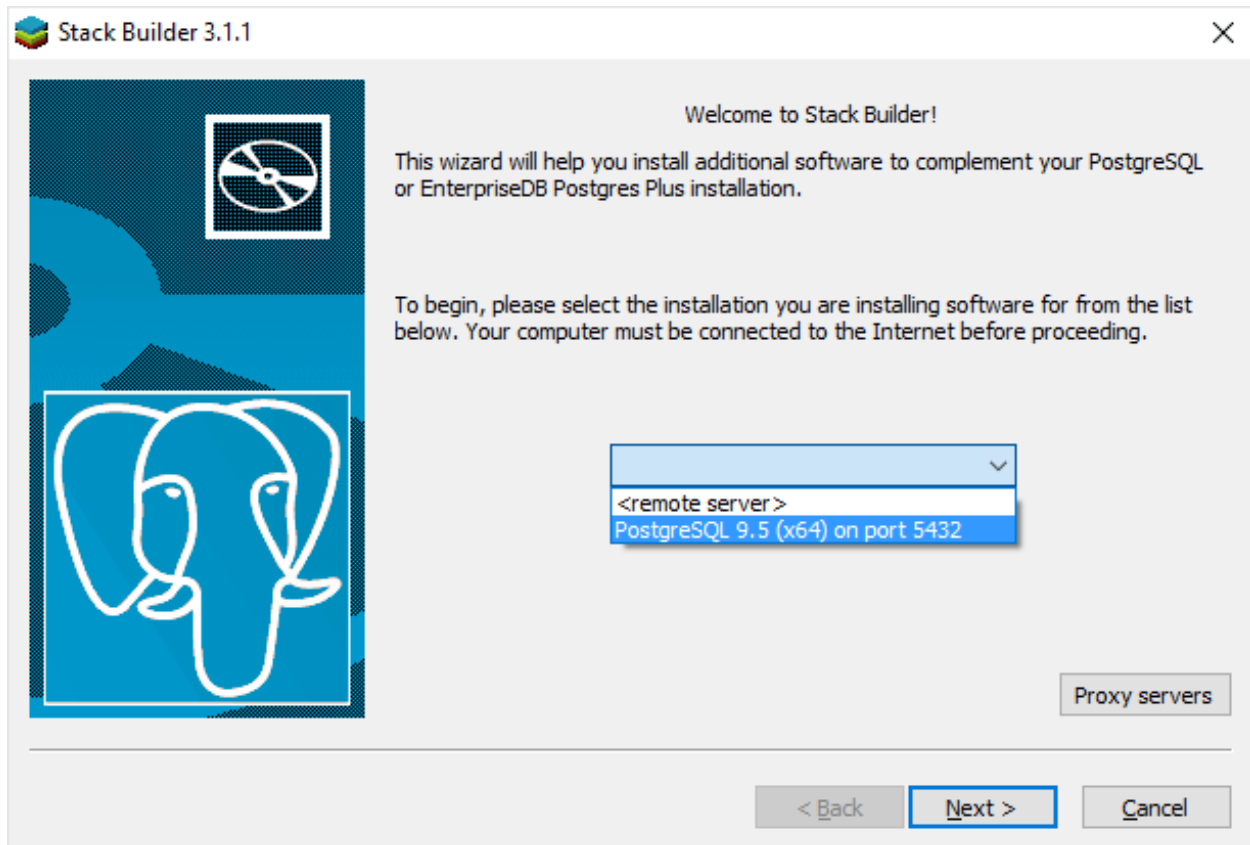 Stack Builder 3.1.1
Welcome to Stack Builder!
This wizard will help you install additional software to complement your PostgreSQL
or EnterpriseDB Postgres Plus installation.
To begin, please select the installation you are installing software for from the list
below. Your computer must be connected to the Internet before proceeding.
<remote server>
PostgreSQL 9.5 (x64) on port 5432
Proxy servers
< Back
Next >
Cancel